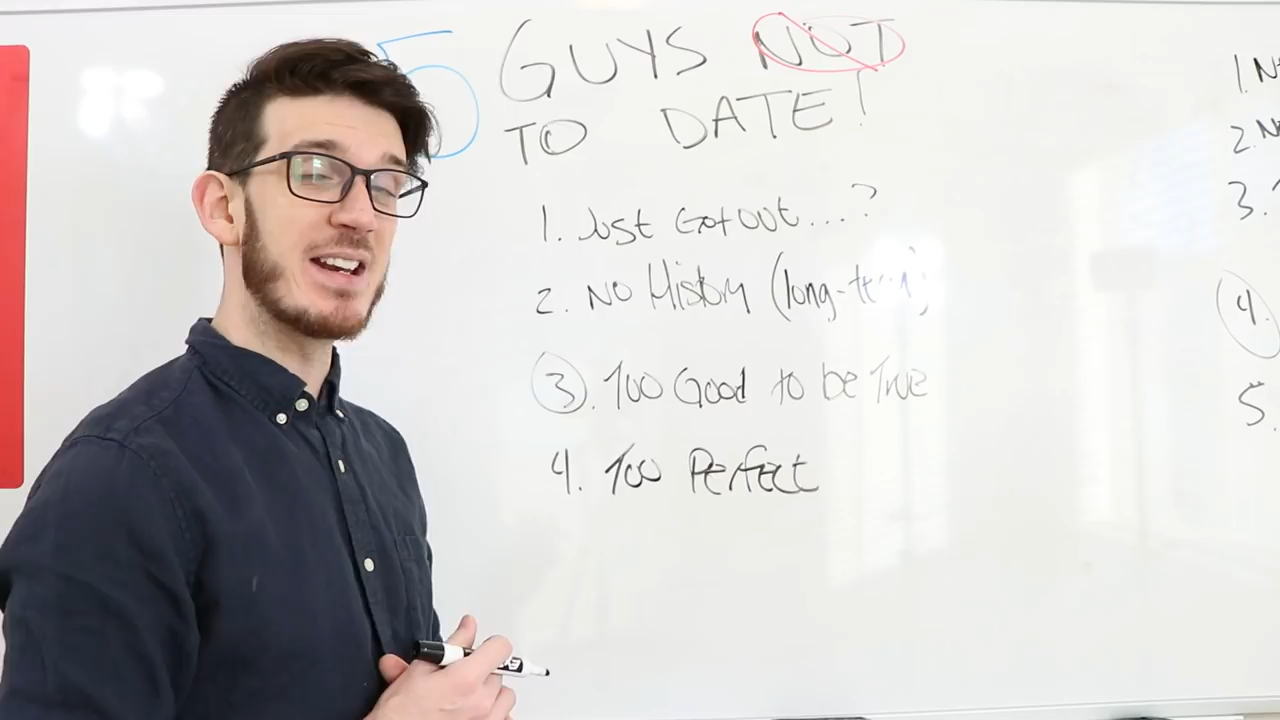 5 GUYS NOT
TO DATE!
1. Just Got out....?
2. No History (long-term)
3. Too Good to be True
4. Too Perfect
1. N
2. N
3.
4.
5.